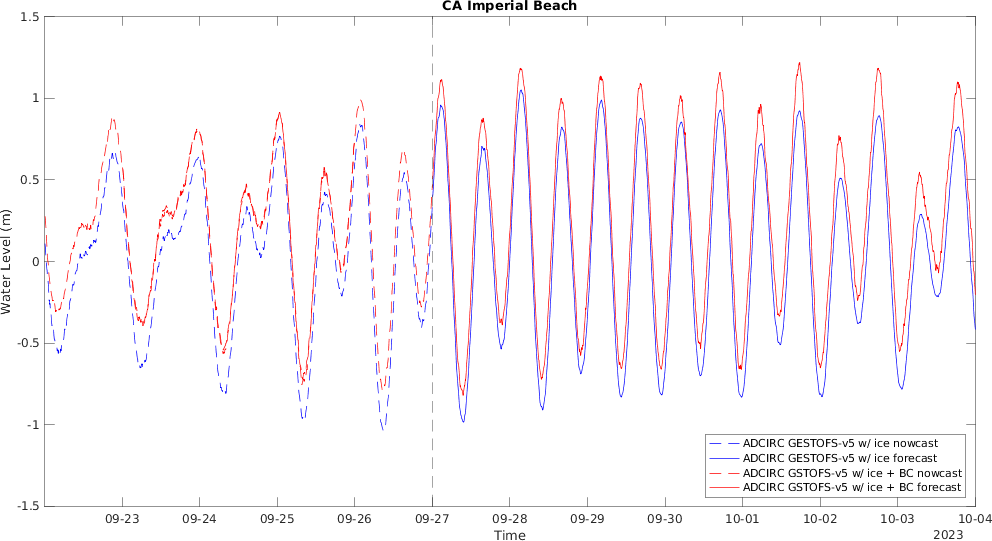 CA Imperial Beach
1.5
1
0.5
0
-0.5
-1
-1.5
Water Level (m)
ADCIRC GESTOFS-v5 w/ ice nowcast
ADCIRC GESTOFS-v5 w/ ice forecast
ADCIRC GSTOFS-v5 w/ ice + BC nowcast
ADCIRC GSTOFS-v5 w/ ice + BC forecast
09-23 09-24 09-25 09-26 09-27 09-28 09-29 09-30 10-01 10-02 10-03 10-04
Time
2023